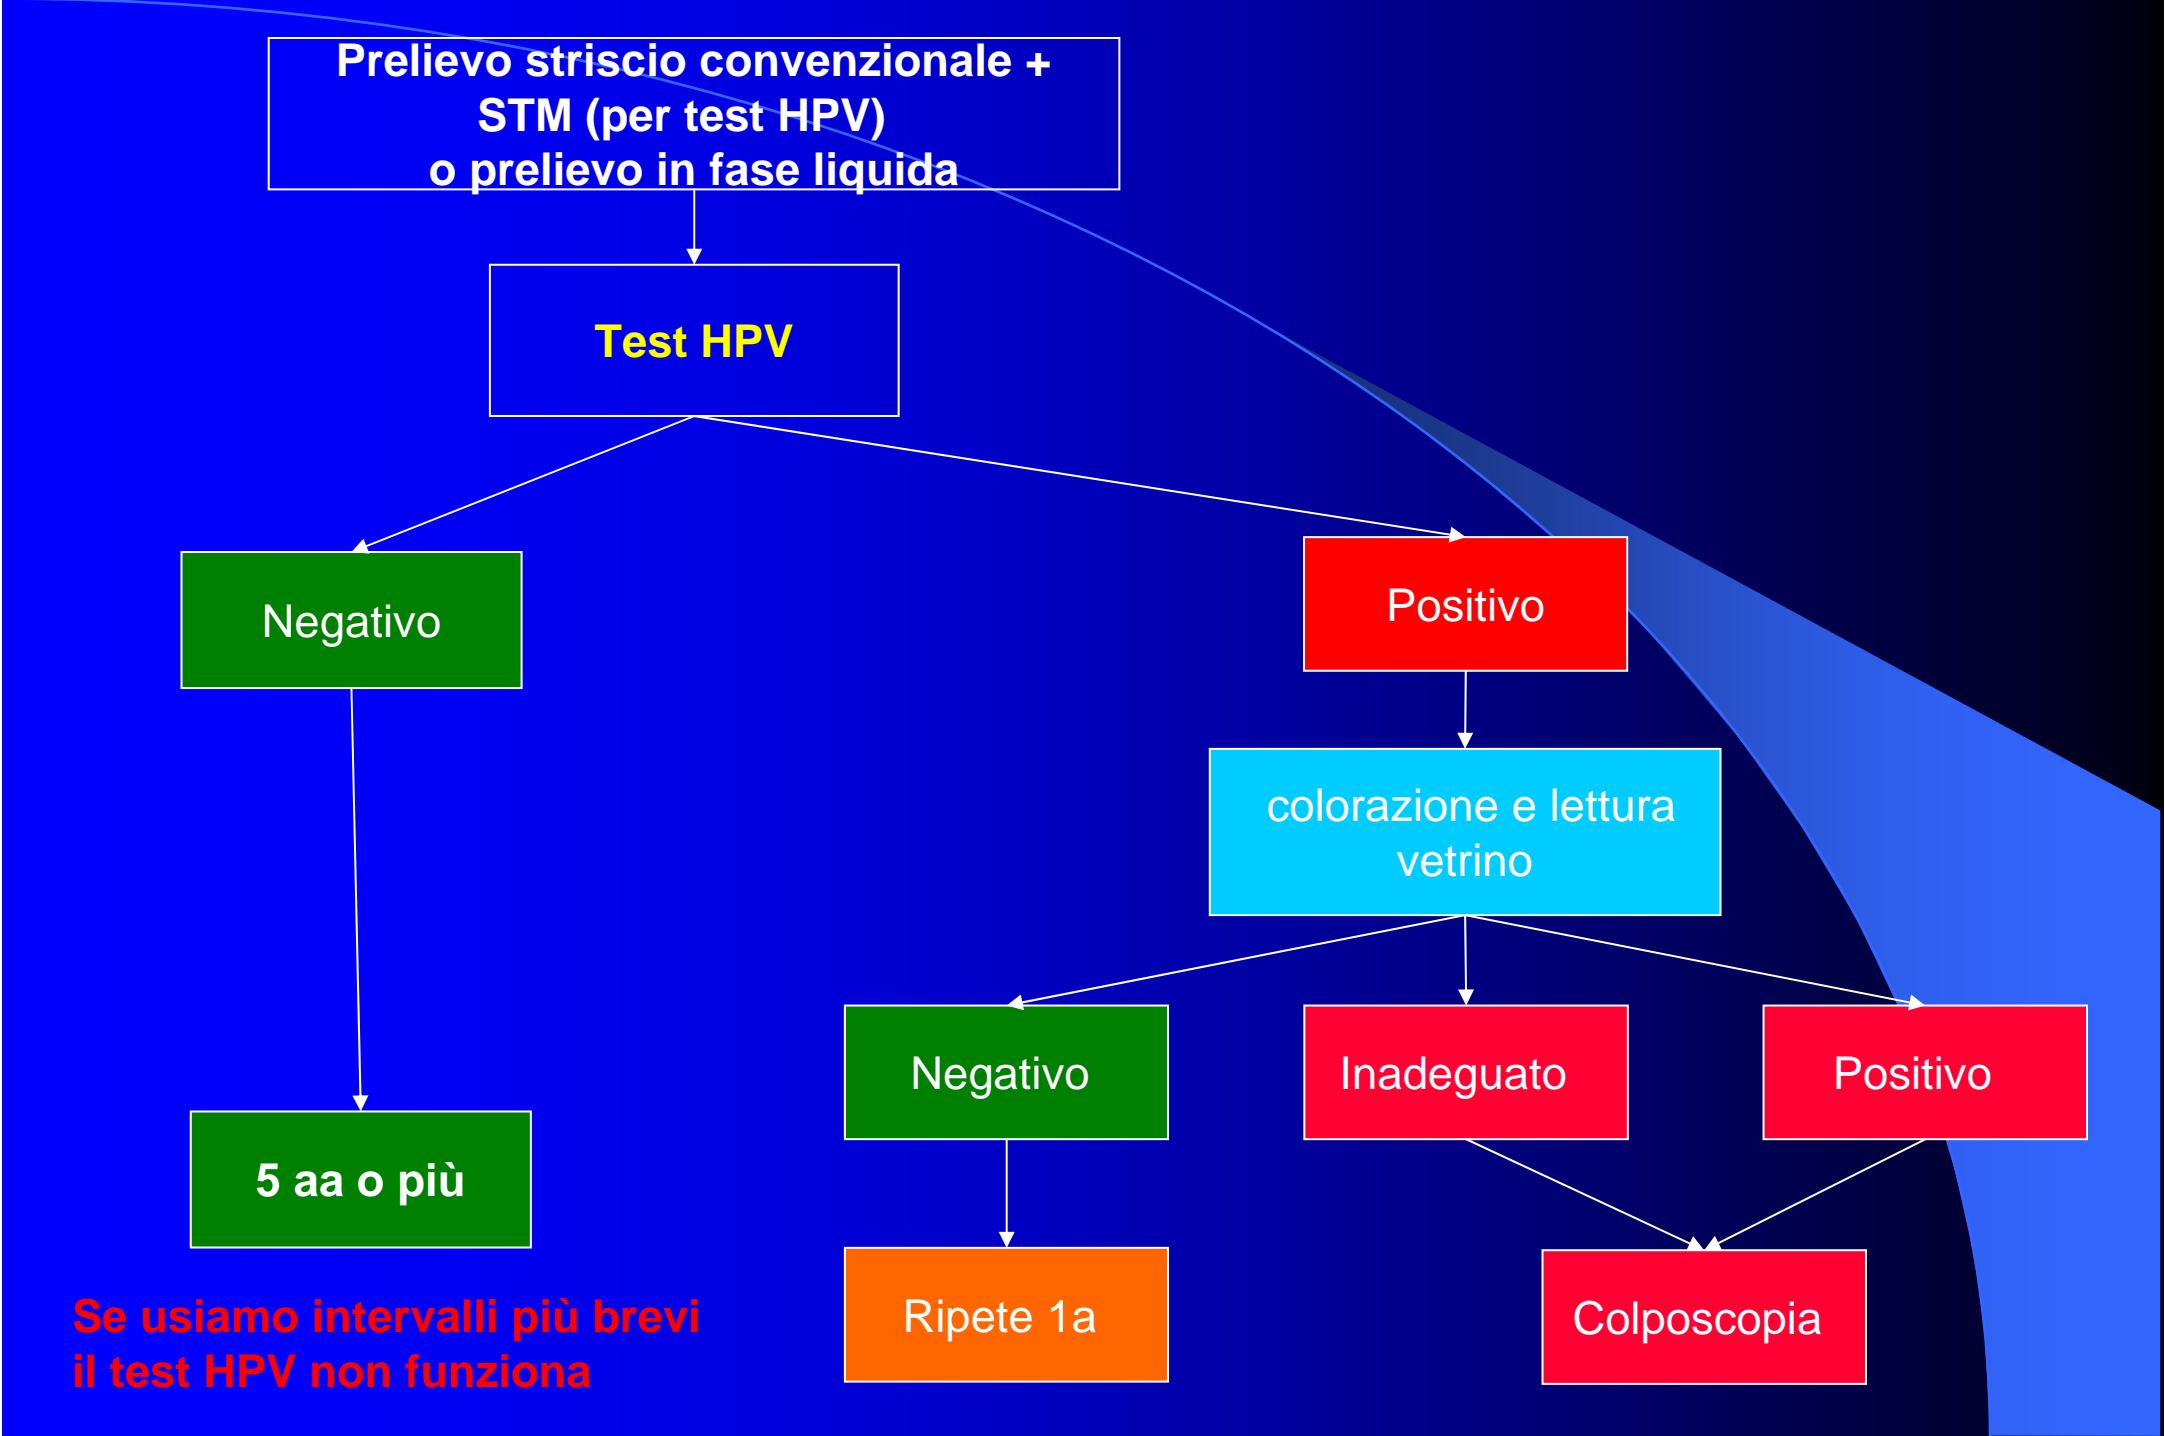 Prelievo striscio convenzionale +
STM (per test HPV)
o prelievo in fase liquida
Test HPV
Negativo
Positivo
colorazione e lettura
vetrino
Negativo
Inadeguato
Positivo
5 aa o più
Ripete 1a
Colposcopia
Se usiamo intervalli più brevi
il test HPV non funziona